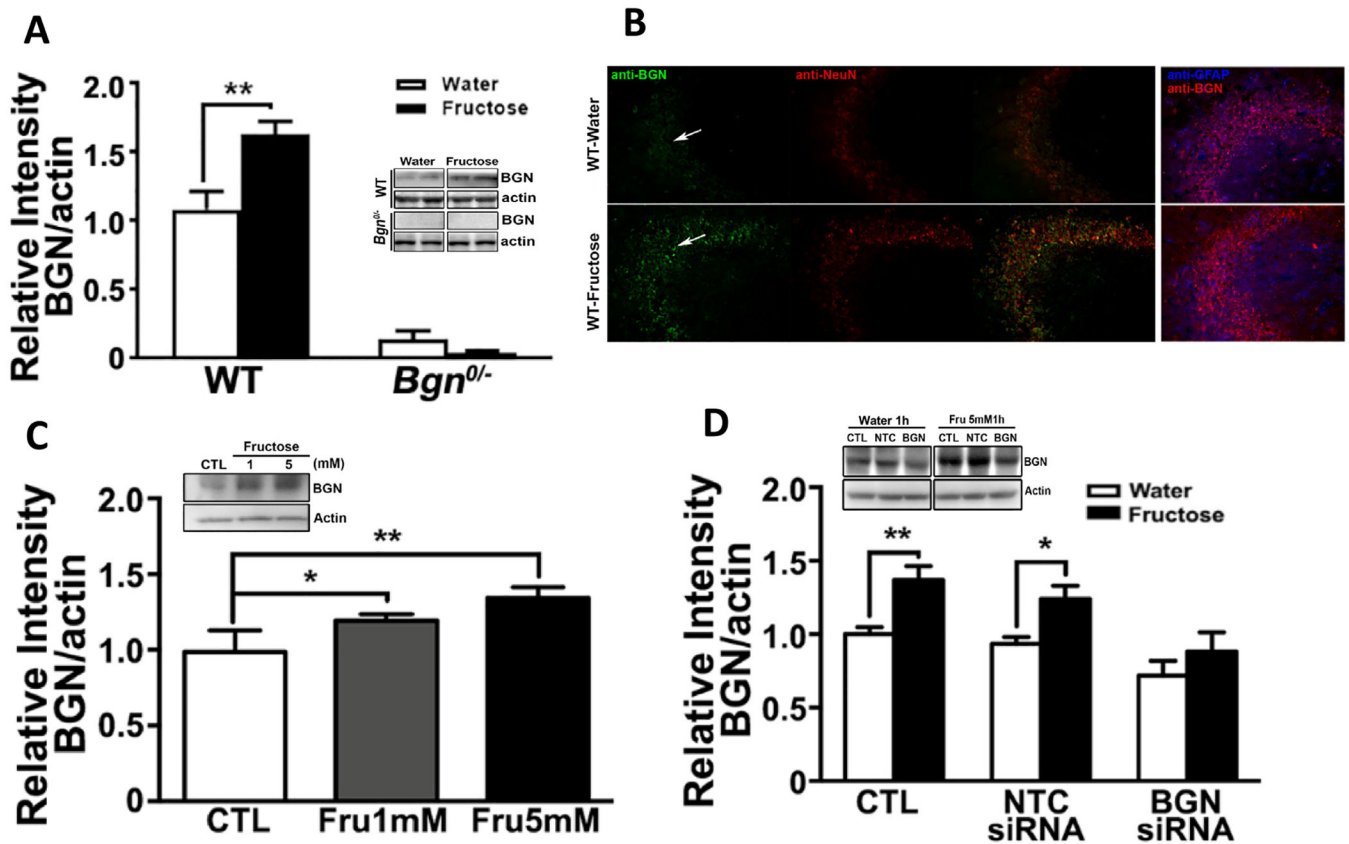 A
Relative Intensity
BGN/actin
2.0
1.5
1.0
0.5
0
**
Water
Fructose
Water Fructose
WT
BGN
actin
Bgn0/-
BGN
actin
WT Bgn0/-
B
anti-BGN anti-NeuN anti-GFAP
anti-BGN
WT-Water
WT-Fructose
C
Relative Intensity
BGN/actin
2.0
1.5
1.0
0.5
0
Fructose
CTL 1 5 (mM)
BGN
Actin
**
*
CTL Fru1mM Fru5mM
D
Relative Intensity
BGN/actin
2.0
1.5
1.0
0.5
0
Water 1h Fru 5mM1h
CTL NTC BGN CTL NTC BGN
BGN
Actin
Water
Fructose
** *
CTL NTC BGN
siRNA siRNA